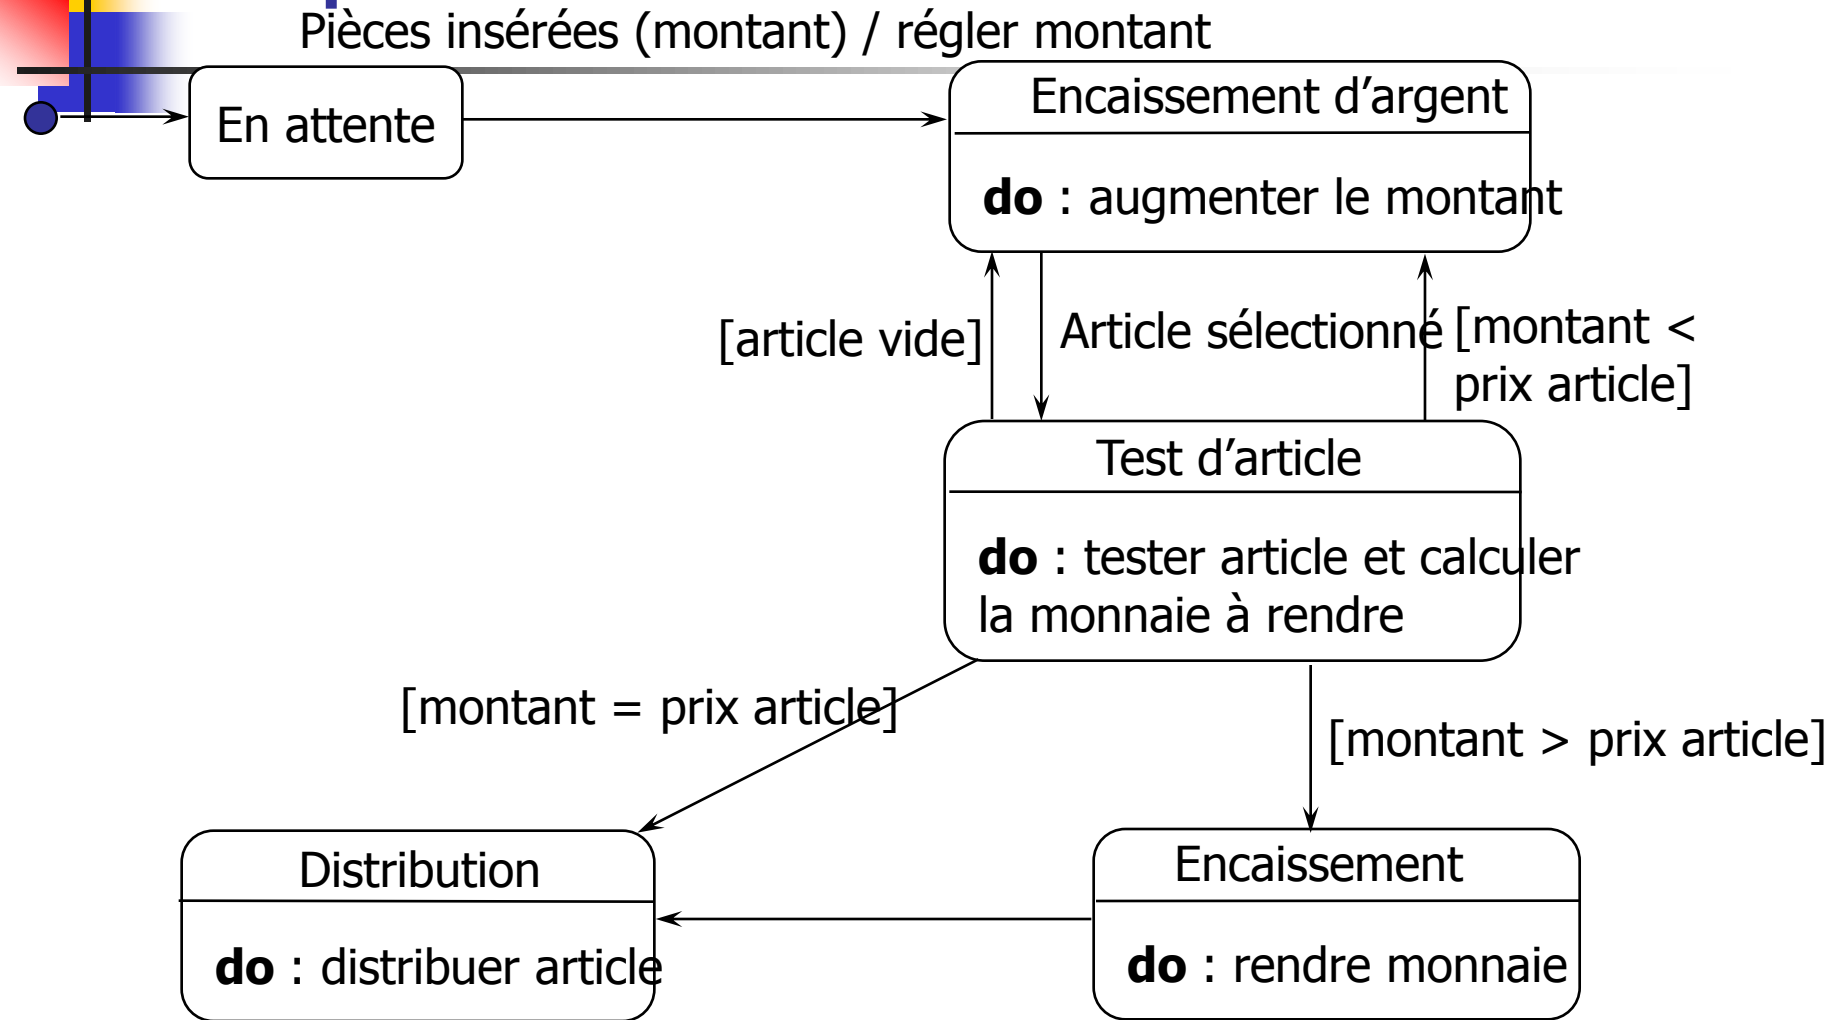 Pièces insérées (montant) / régler montant
En attente
Encaissement d’argent
do : augmenter le montant
[article vide]
Article sélectionné
[montant <
prix article]
Test d’article
do : tester article et calculer
la monnaie à rendre
[montant = prix article]
[montant > prix article]
Distribution
do : distribuer article
Encaissement
do : rendre monnaie